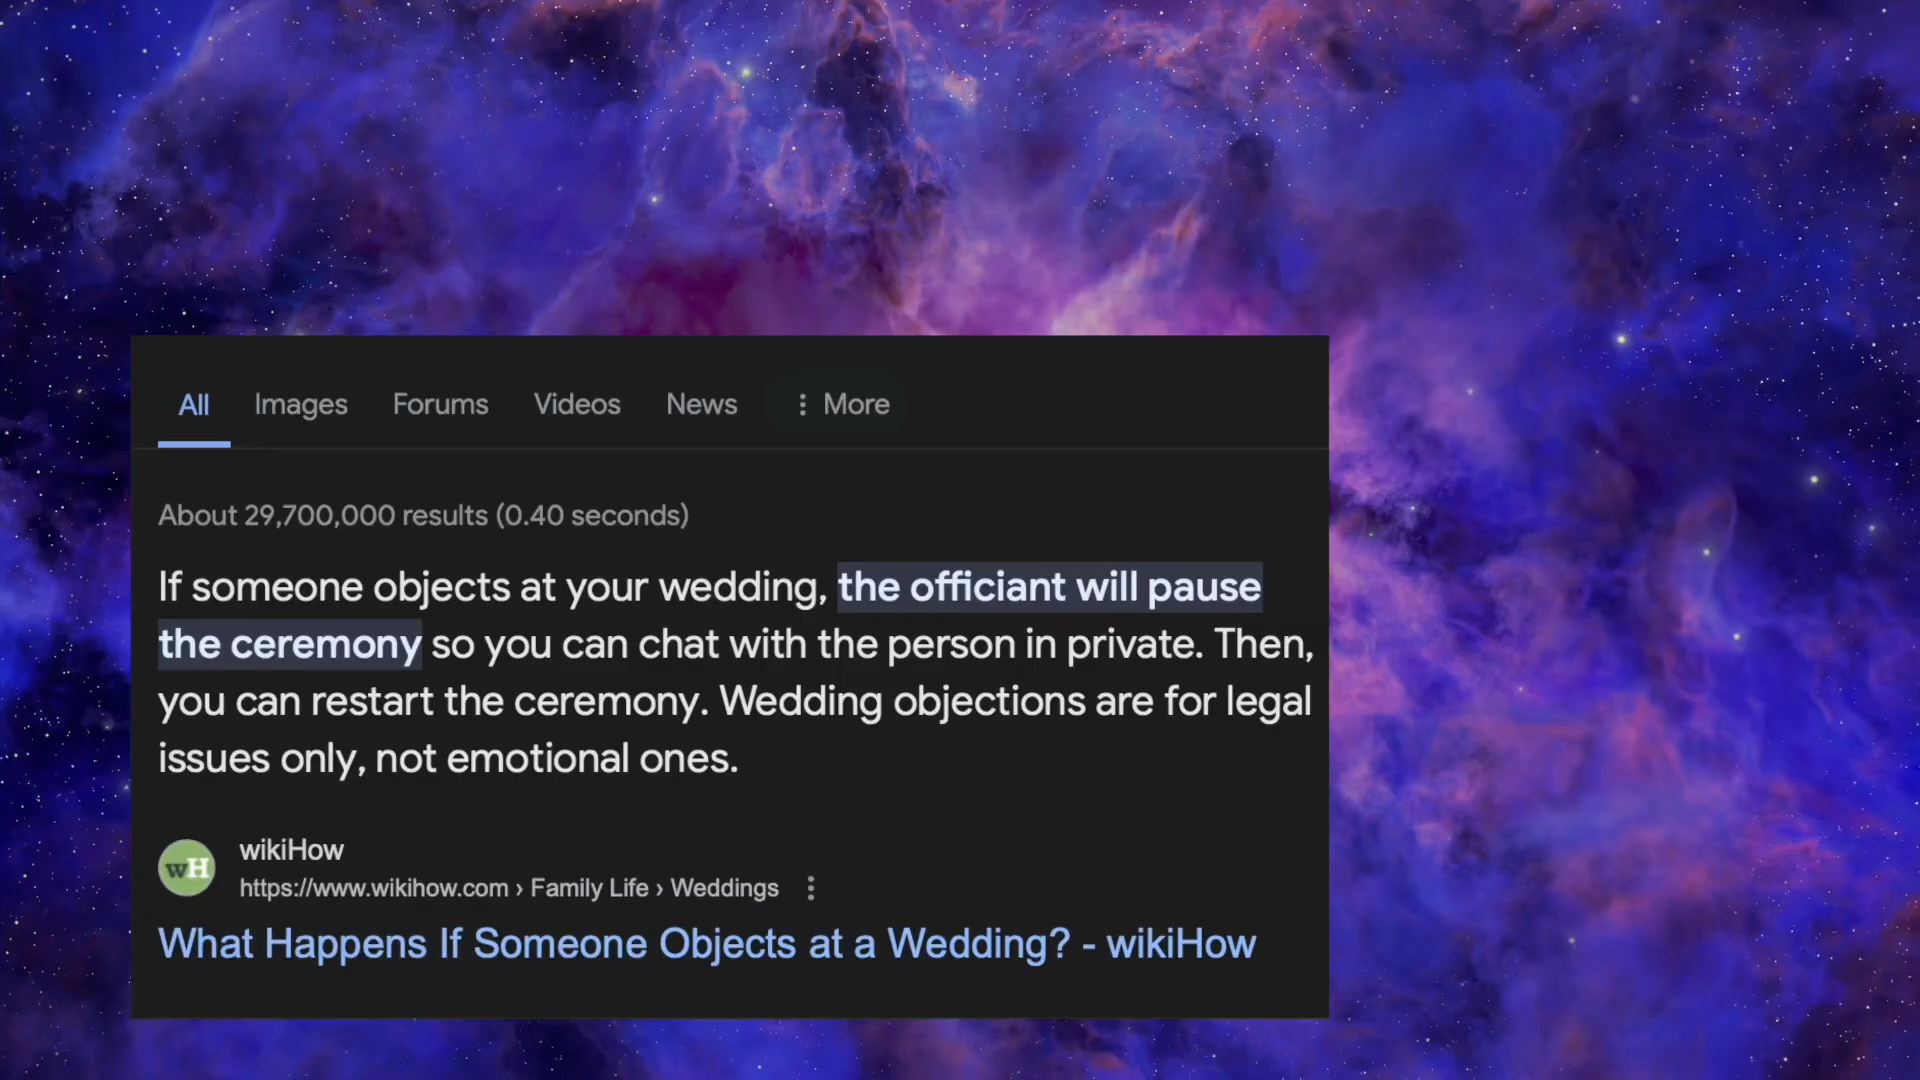 All Images Forums Videos News More
About 29,700,000 results (0.40 seconds)
If someone objects at your wedding, the officiant will pause
the ceremony so you can chat with the person in private. Then,
you can restart the ceremony. Wedding objections are for legal
issues only, not emotional ones.
wH
wikiHow
https://www.wikihow.com › Family Life › Weddings
What Happens If Someone Objects at a Wedding? - wikiHow